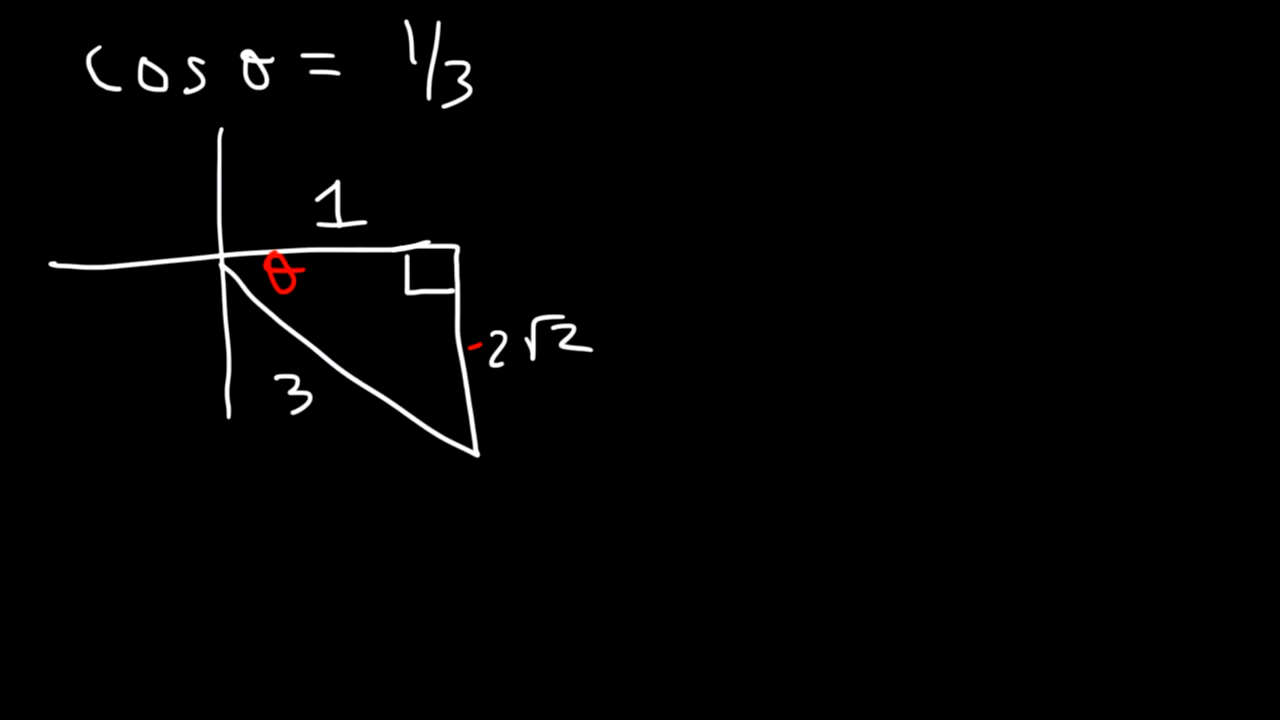 cos θ = 1/3
1
θ
-2√2
3